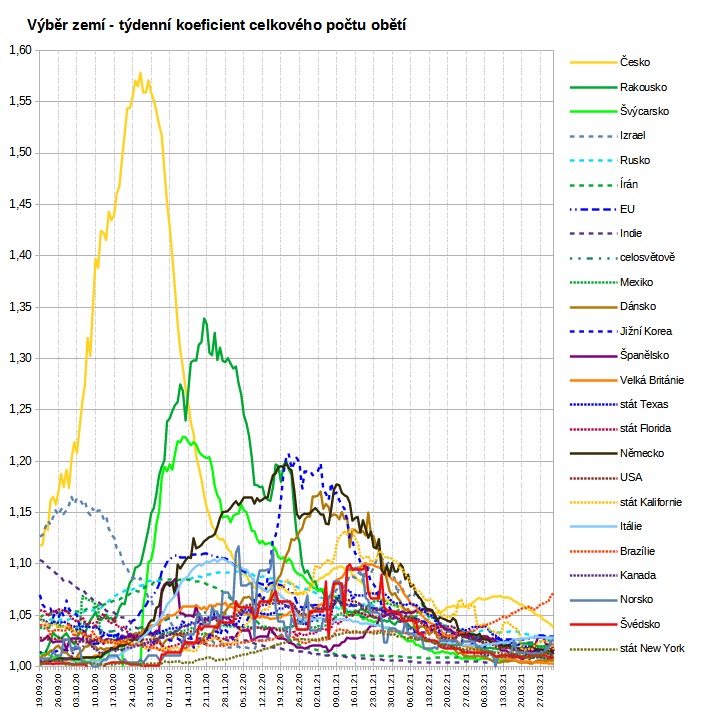 Výběr zemí - týdenní koeficient celkového počtu obětí
1,60
1,55
1,50
1,45
1,40
1,35
1,30
1,25
1,20
1,15
1,10
1,05
1,00
19.09.20
26.09.20
03.10.20
10.10.20
17.10.20
24.10.20
31.10.20
07.11.20
14.11.20
21.11.20
28.11.20
05.12.20
12.12.20
19.12.20
26.12.20
02.01.21
09.01.21
16.01.21
23.01.21
30.01.21
06.02.21
13.02.21
20.02.21
27.02.21
06.03.21
13.03.21
20.03.21
27.03.21
Česko
Rakousko
Švýcarsko
Izrael
Rusko
Írán
EU
Indie
celosvětově
Mexiko
Dánsko
Jižní Korea
Španělsko
Velká Británie
stát Texas
stát Florida
Německo
USA
stát Kalifornie
Itálie
Brazílie
Kanada
Norsko
Švédsko
stát New York